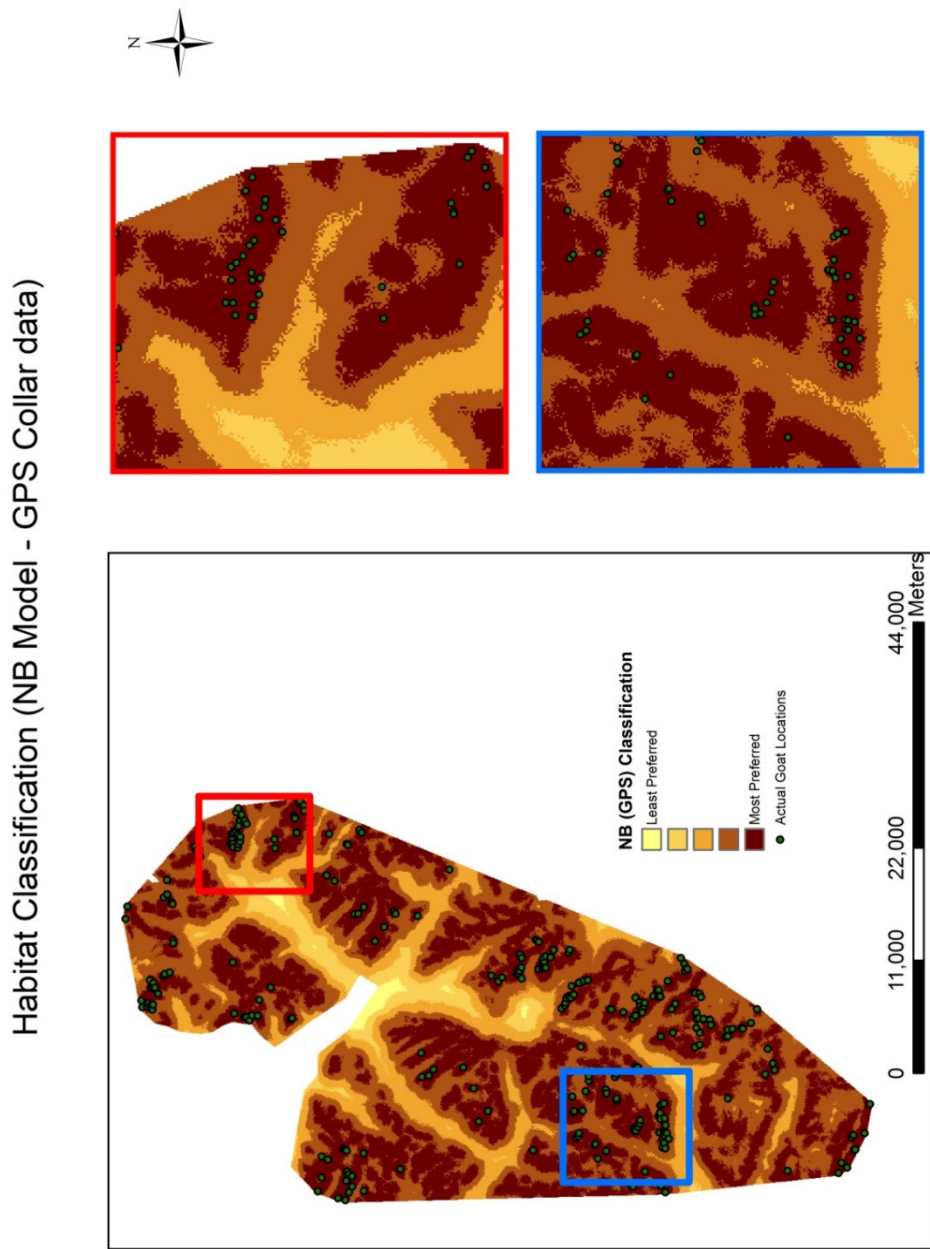 Habitat Classification (NB Model - GPS Collar data)
N
NB (GPS) Classification
Least Preferred
Most Preferred
Actual Goat Locations
0 11,000 22,000 44,000
Meters